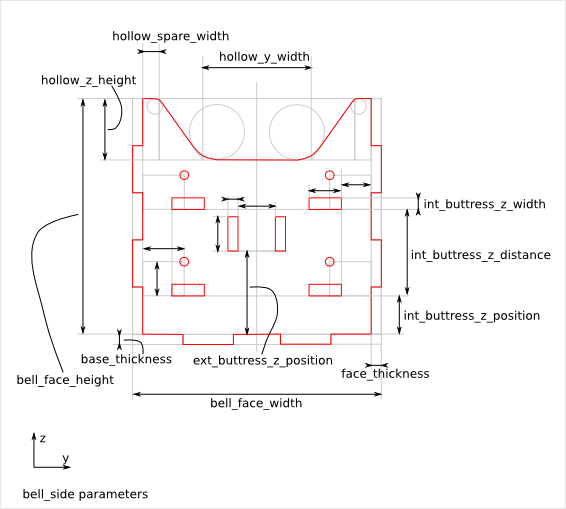 hollow_spare_width
hollow_y_width
hollow_z_height
int_buttress_z_width
int_buttress_z_distance
int_buttress_z_position
base_thickness
ext_buttress_z_position
face_thickness
bell_face_height
bell_face_width
z
y
bell_side parameters